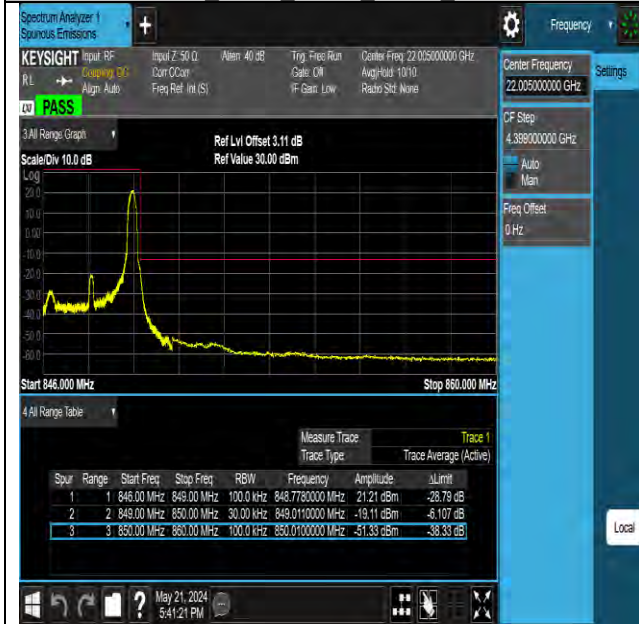 Spectrum Analyzer 1
Spurious Emissions
Frequency
KEYSIGHT Input: RF Input Z: 50 Ω Atten: 40 dB Trig: Free Run Center Freq: 22.005000000 GHz
RL Coupling: DC Corr CCorr Gate: Off Avg|Hold: 10/10
Align: Auto Freq Ref: Int (S) IF Gain: Low Radio Std: None
PASS
Center Frequency
22.005000000 GHz
Settings
CF Step
4.399000000 GHz
Auto
Man
Freq Offset
0 Hz
3 All Range Graph
Ref Lvl Offset 3.11 dB
Scale/Div 10.0 dB Ref Value 30.00 dBm
Log
20.0
10.0
0.00
-10.0
-20.0
-30.0
-40.0
-50.0
-60.0
Start 846.000 MHz Stop 860.000 MHz
4 All Range Table
Measure Trace Trace 1
Trace Type Trace Average (Active)
Spur Range Start Freq Stop Freq RBW Frequency Amplitude ΔLimit
1 1 846.00 MHz 849.00 MHz 100.0 kHz 848.7780000 MHz 21.21 dBm -28.79 dB
2 2 849.00 MHz 850.00 MHz 30.00 kHz 849.0110000 MHz -19.11 dBm -6.107 dB
3 3 850.00 MHz 860.00 MHz 100.0 kHz 850.0100000 MHz -51.33 dBm -38.33 dB
Local
? May 21, 2024
5:41:21 PM